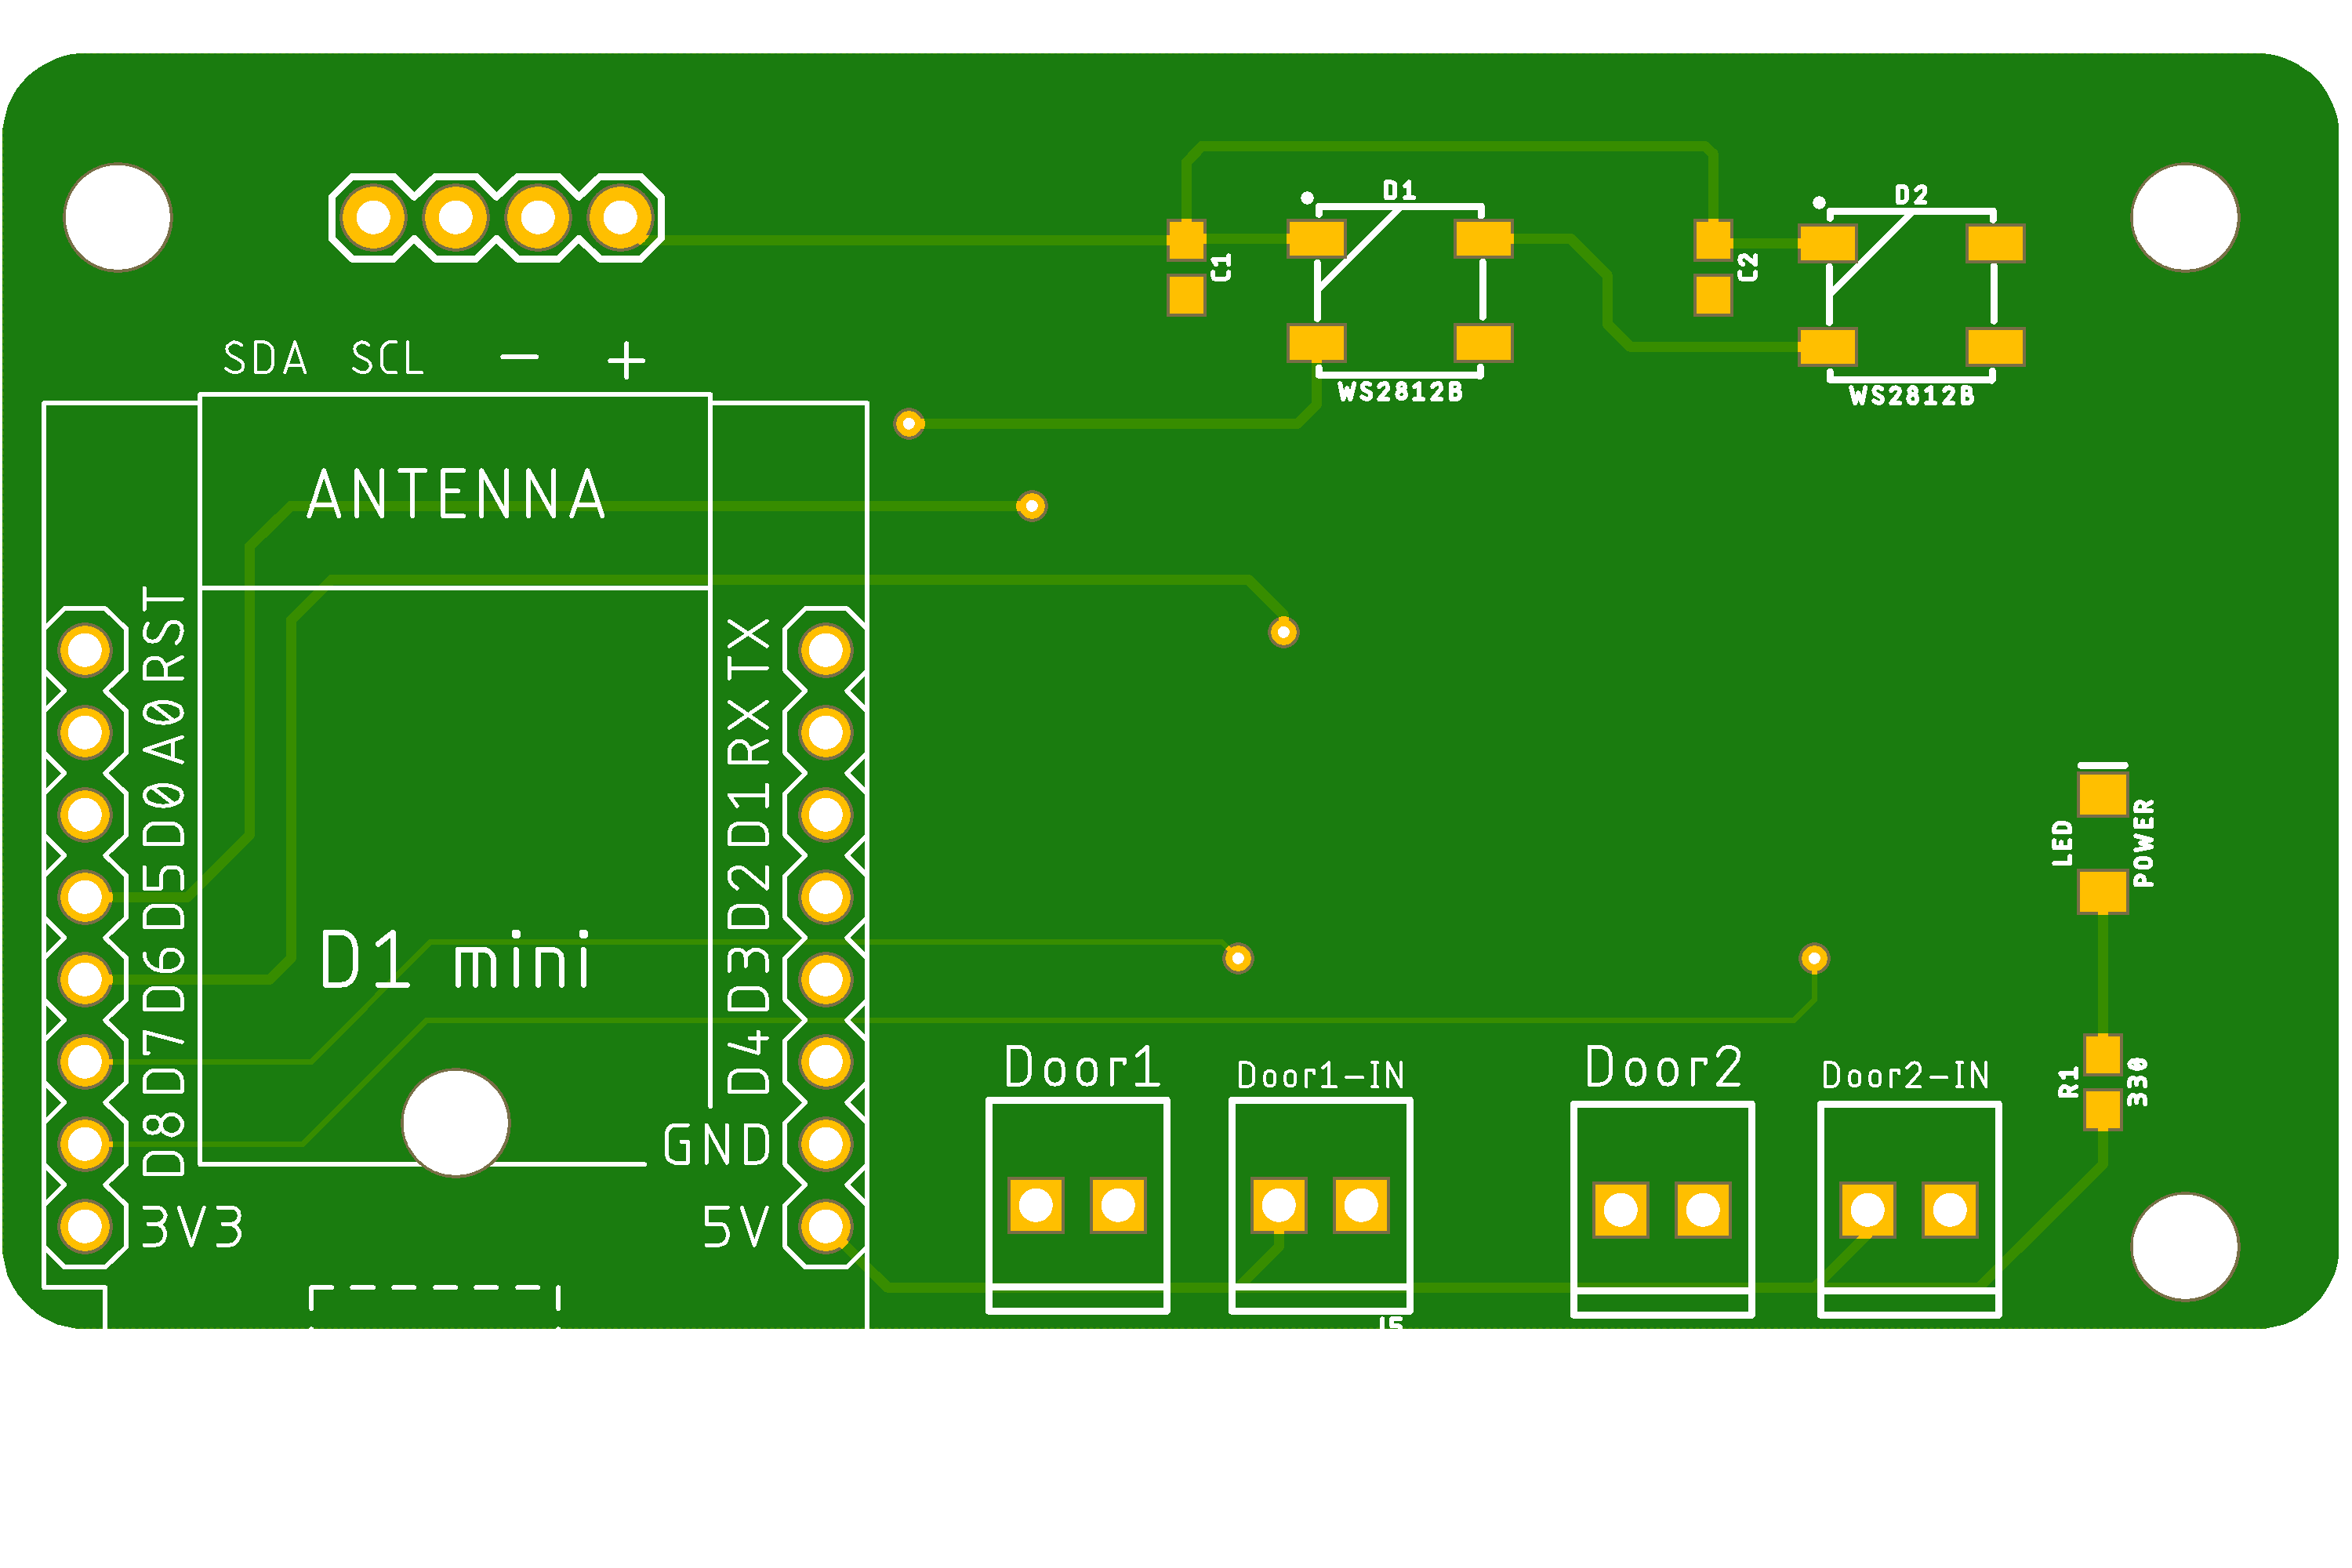 D1
D2
C1
C2
WS2812B
WS2812B
SDA SCL - +
ANTENNA
RST
A0
D0
D5
D6
D7
D8
3V3
TX
RX
D1
D2
D3
D4
GND
5V
D1 mini
LED
POWER
R1
330
Door1
Door1-IN
Door2
Door2-IN